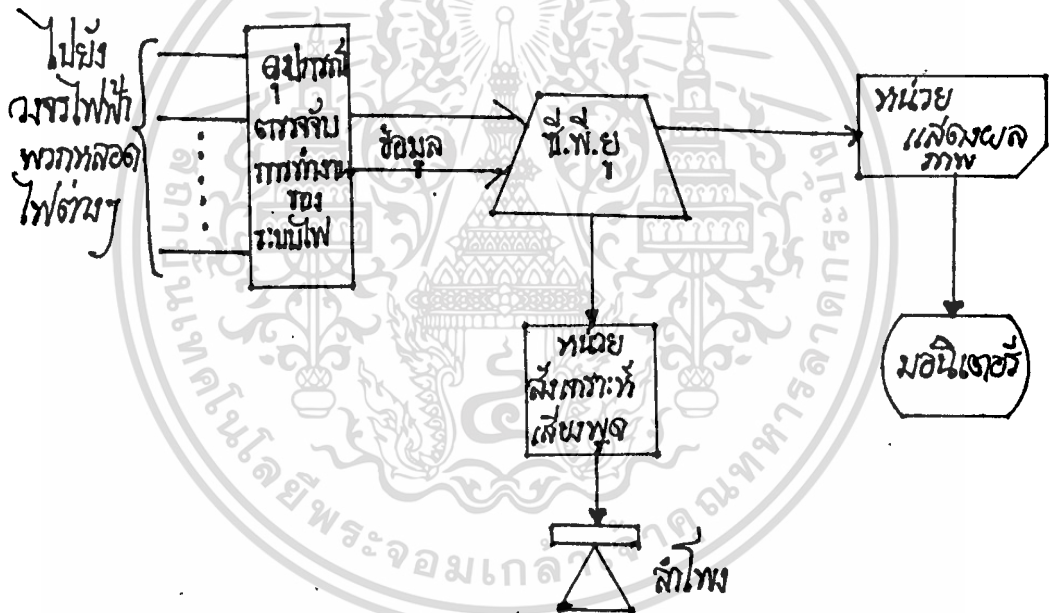 ไปยัง
วงจรไฟฟ้า
พวกหลอด
ไฟต่างๆ
อุปกรณ์
ตรวจจับ
การทำงาน
ของ
ระบบไฟ
ข้อมูล
ซี.พี.ยู
หน่วย
แสดงผล
ภาพ
มอนิเตอร์
หน่วย
สังเคราะห์
เสียงพูด
ลำโพง